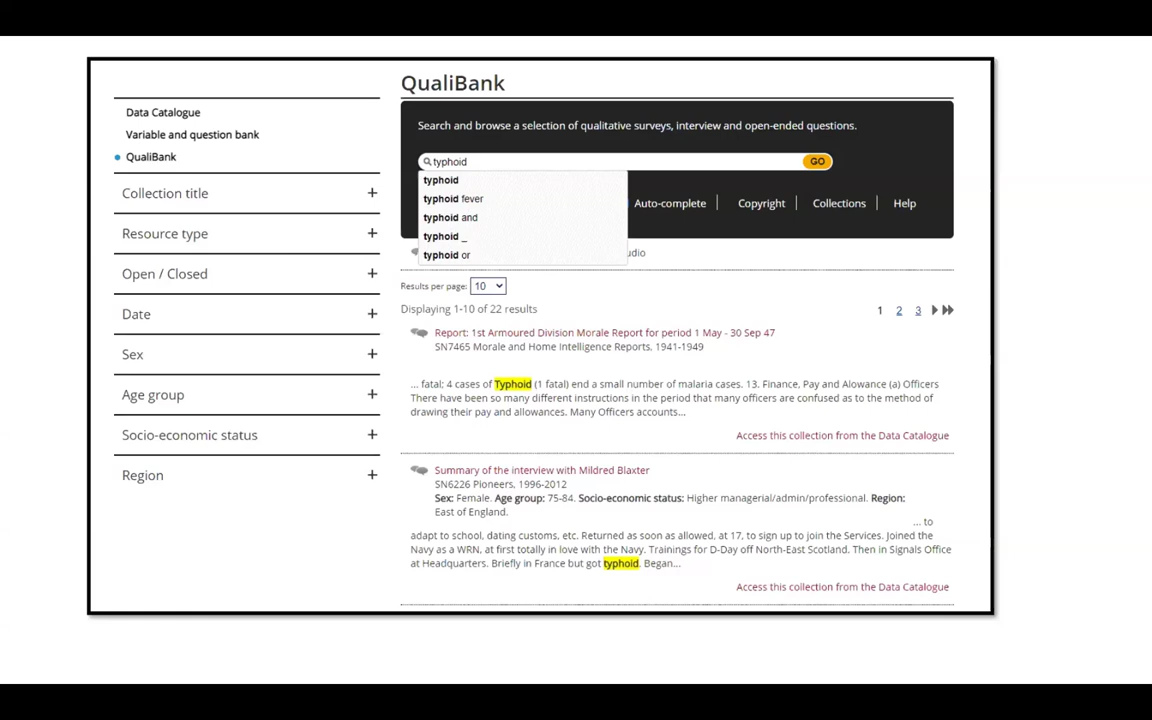 QualiBank
Data Catalogue
Variable and question bank
QualiBank
Collection title +
Resource type +
Open / Closed +
Date +
Sex +
Age group +
Socio-economic status +
Region +
Search and browse a selection of qualitative surveys, interview and open-ended questions.
typhoid GO
typhoid
typhoid fever
typhoid and
typhoid _
typhoid or
Auto-complete | Copyright | Collections | Help
udio
Results per page: 10
Displaying 1-10 of 22 results 1 2 3
Report: 1st Armoured Division Morale Report for period 1 May - 30 Sep 47
SN7465 Morale and Home Intelligence Reports, 1941-1949
... fatal; 4 cases of Typhoid (1 fatal) end a small number of malaria cases. 13. Finance, Pay and Alowance (a) Officers
There have been so many different instructions in the period that many officers are confused as to the method of
drawing their pay and allowances. Many Officers accounts...
Access this collection from the Data Catalogue
Summary of the interview with Mildred Blaxter
SN6226 Pioneers, 1996-2012
Sex: Female. Age group: 75-84. Socio-economic status: Higher managerial/admin/professional. Region:
East of England.
... to
adapt to school, dating customs, etc. Returned as soon as allowed, at 17, to sign up to join the Services. Joined the
Navy as a WRN, at first totally in love with the Navy. Trainings for D-Day off North-East Scotland. Then in Signals Office
at Headquarters. Briefly in France but got typhoid. Began...
Access this collection from the Data Catalogue